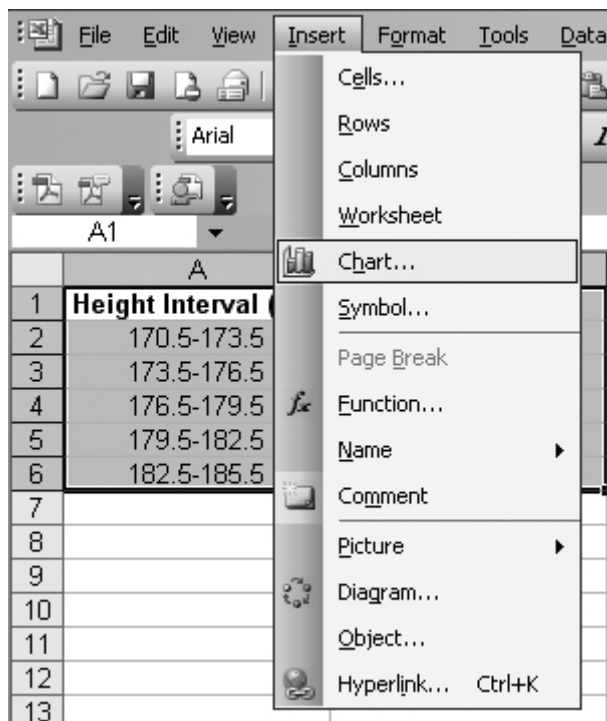 File Edit View Insert Format Tools Data
Arial
A1
Cells...
Rows
Columns
Worksheet
Chart...
Symbol...
Page Break
Function...
Name
Comment
Picture
Diagram...
Object...
Hyperlink... Ctrl+K
A
1 Height Interval (
2 170.5-173.5
3 173.5-176.5
4 176.5-179.5
5 179.5-182.5
6 182.5-185.5
7
8
9
10
11
12
13